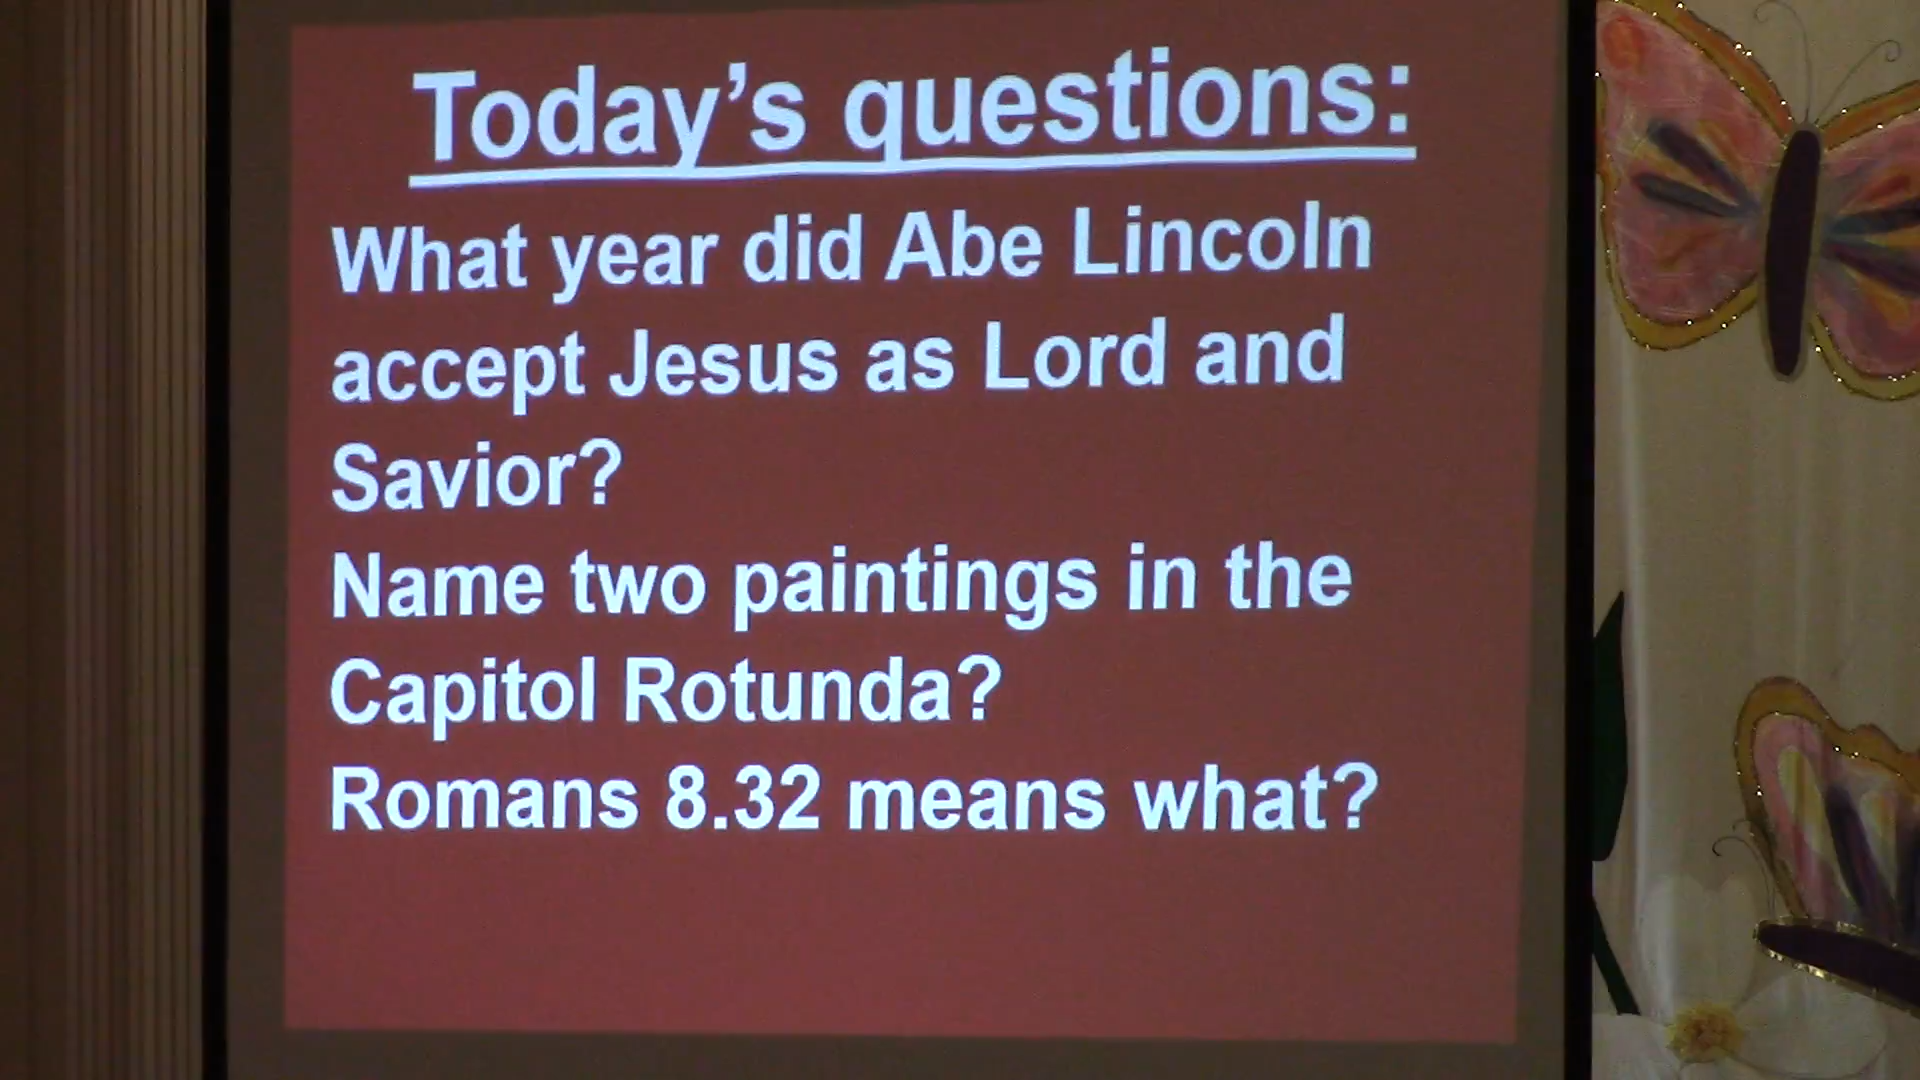 Today's questions:
What year did Abe Lincoln
accept Jesus as Lord and
Savior?
Name two paintings in the
Capitol Rotunda?
Romans 8.32 means what?